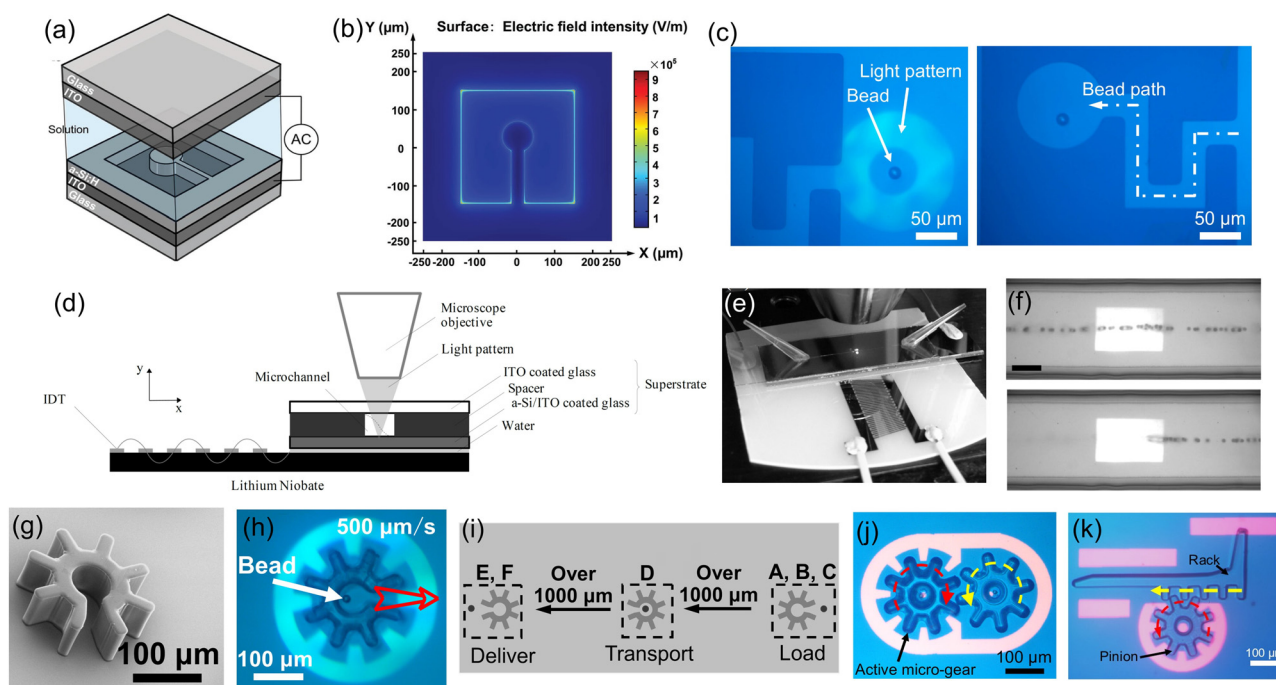 (a)
Glass
ITO
Solution
a-Si:H
ITO
Glass
AC
(b)
Y (μm)
Surface: Electric field intensity (V/m)
250
200
100
0
-100
-200
-250
-250
-200
-100
0
100
200
250
X (μm)
×10⁵
9
8
7
6
5
4
3
2
1
(c)
Light pattern
Bead
50 μm
Bead path
50 μm
(d)
Microscope
objective
Light pattern
Microchannel
ITO coated glass
Spacer
a-Si/ITO coated glass
Superstrate
Water
y
x
IDT
Lithium Niobate
(e)
(f)
(g)
100 μm
(h)
500 μm/s
Bead
100 μm
(i)
E, F
Over
1000 μm
D
Over
1000 μm
A, B, C
Deliver
Transport
Load
(j)
Active micro-gear
100 μm
(k)
Rack
Pinion
100 μm